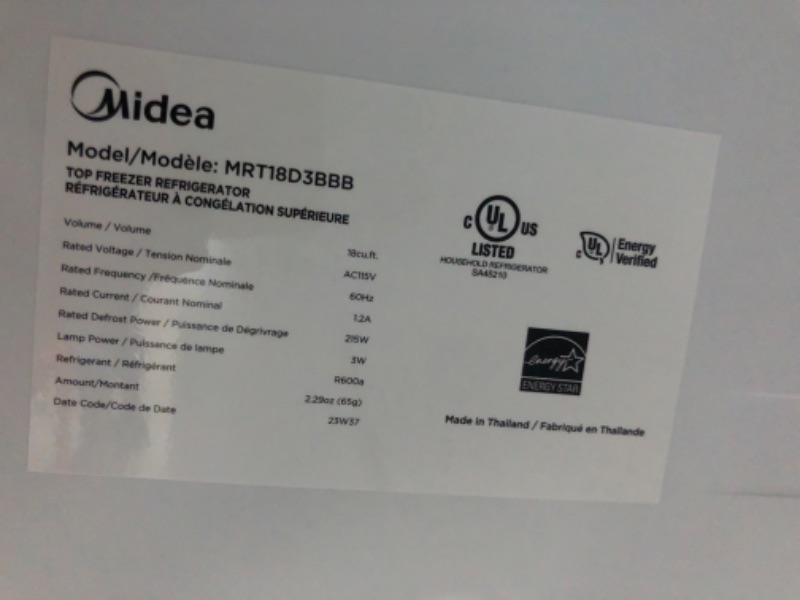 Midea
Model/Modèle: MRT18D3BBB
TOP FREEZER REFRIGERATOR
RÉFRIGÉRATEUR À CONGÉLATION SUPÉRIEURE
Volume / Volume 18cu.ft.
Rated Voltage / Tension Nominale AC115V
Rated Frequency /Fréquence Nominale 60Hz
Rated Current / Courant Nominal 1.2A
Rated Defrost Power / Puissance de Dégrivrage 215W
Lamp Power / Puissance de lampe 3W
Refrigerant / Réfrigérant R600a
Amount/Montant 2.29oz (65g)
Date Code/Code de Date 23W37
C UL US
LISTED
HOUSEHOLD REFRIGERATOR
SA45210
C UL Energy
Verified
energy
ENERGY STAR
Made in Thailand / Fabriqué en Thaïlande